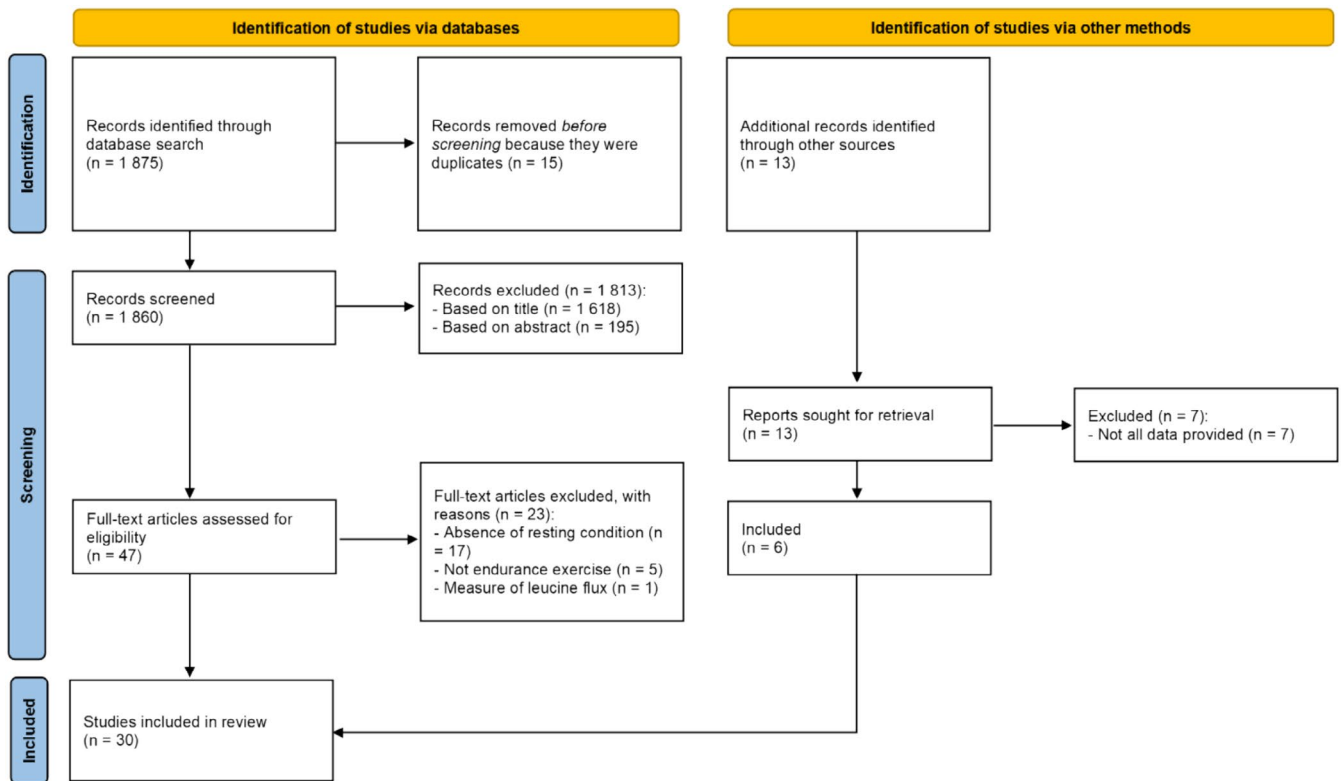 Identification of studies via databases
Identification of studies via other methods
Identification
Records identified through
database search
(n = 1 875)
Records removed before
screening because they were
duplicates (n = 15)
Additional records identified
through other sources
(n = 13)
Screening
Records screened
(n = 1 860)
Records excluded (n = 1 813):
- Based on title (n = 1 618)
- Based on abstract (n = 195)
Reports sought for retrieval
(n = 13)
Excluded (n = 7):
- Not all data provided (n = 7)
Full-text articles assessed for
eligibility
(n = 47)
Full-text articles excluded, with
reasons (n = 23):
- Absence of resting condition (n
= 17)
- Not endurance exercise (n = 5)
- Measure of leucine flux (n = 1)
Included
(n = 6)
Included
Studies included in review
(n = 30)